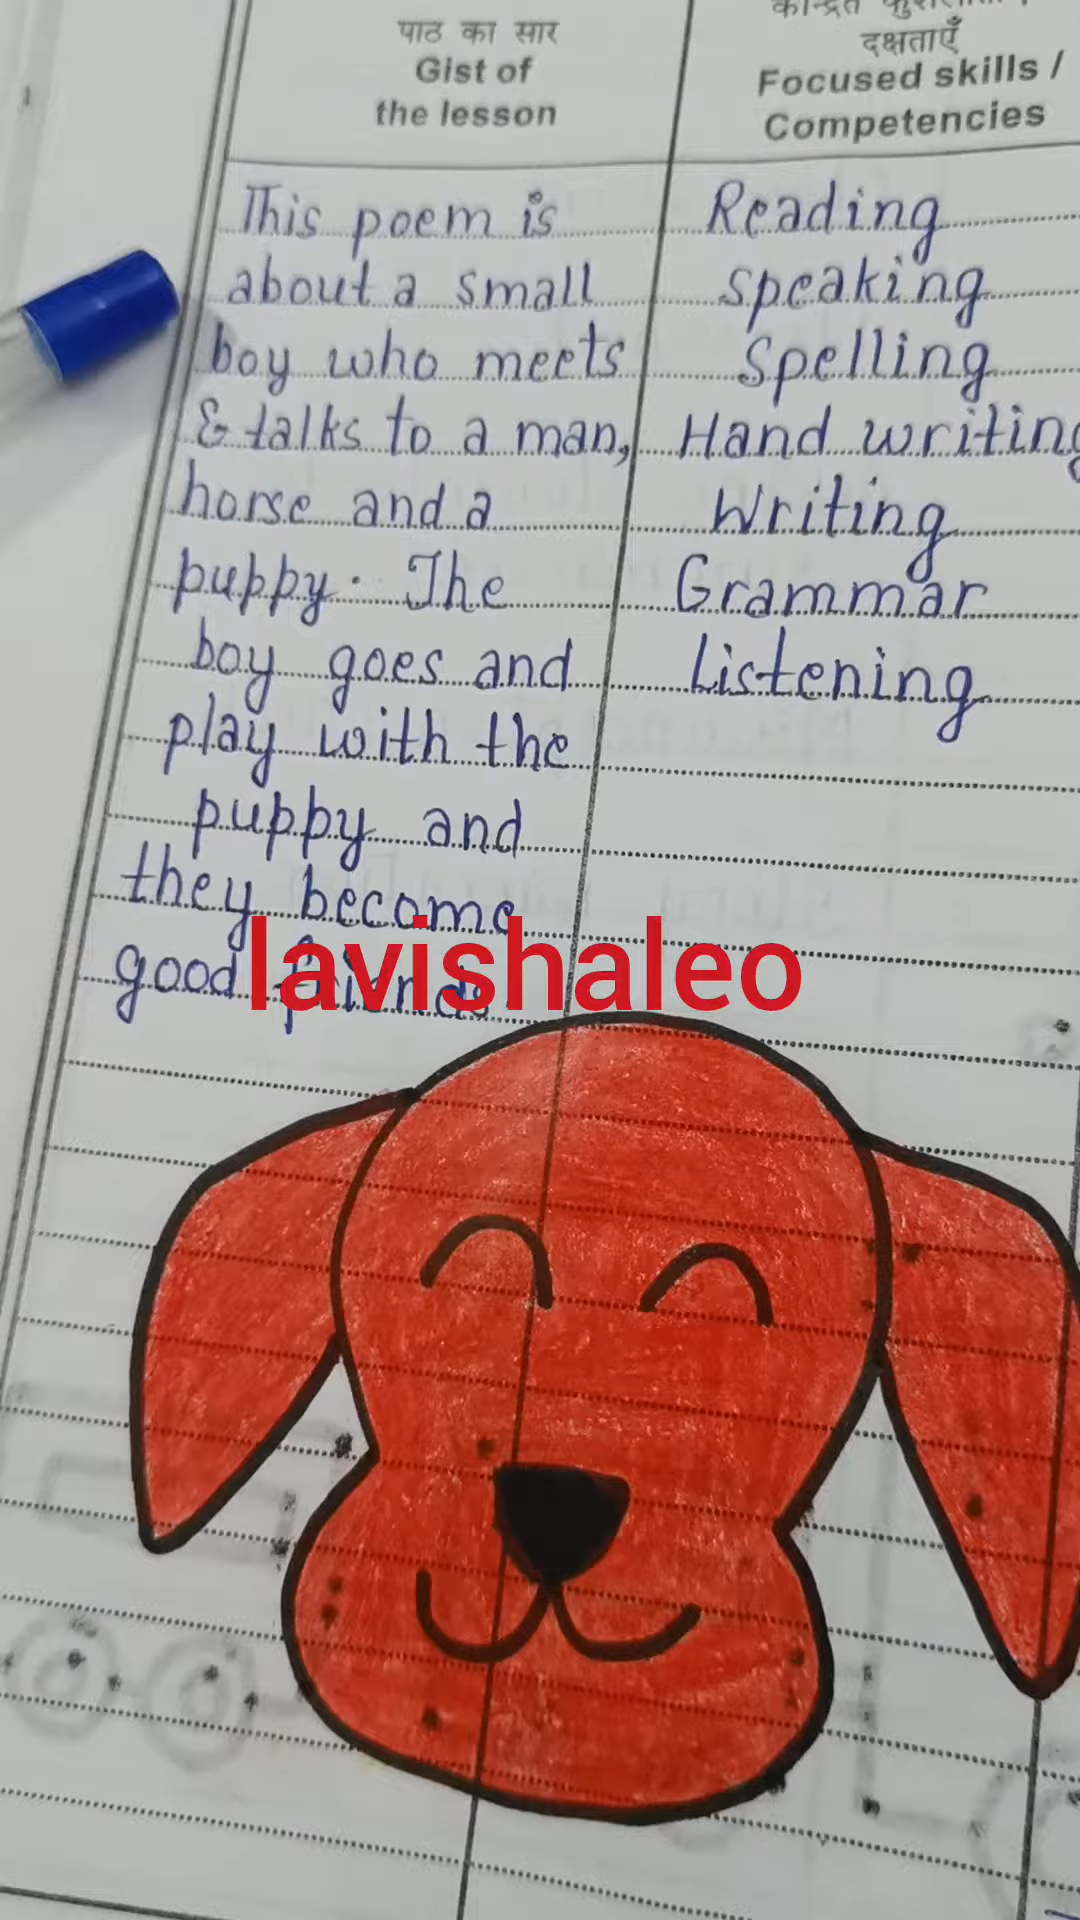 पाठ का सार
Gist of
the lesson
This poem is
about a small
boy who meets
& talks to a man,
horse and a
puppy. The
boy goes and
play with the
puppy and
they become
good friends.
दक्षताएँ
Focused skills /
Competencies
Reading
speaking
Spelling
Hand writing
Writing
Grammar
Listening
lavishaleo